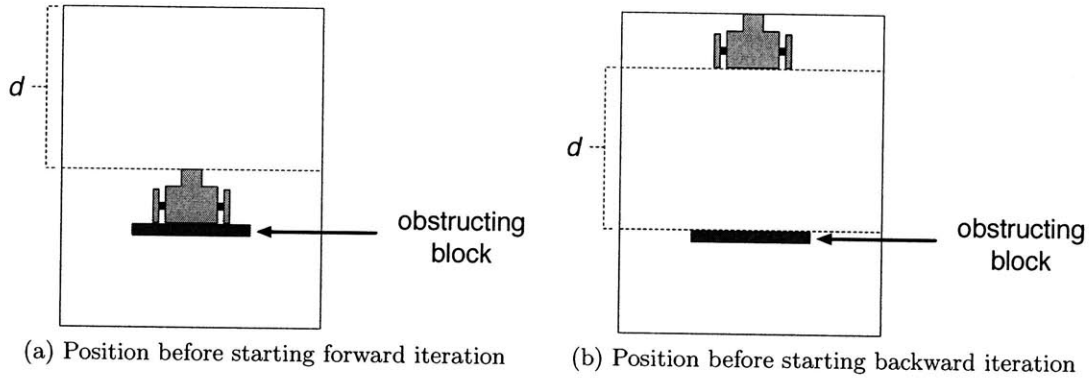 d
obstructing
block
(a) Position before starting forward iteration
d
obstructing
block
(b) Position before starting backward iteration